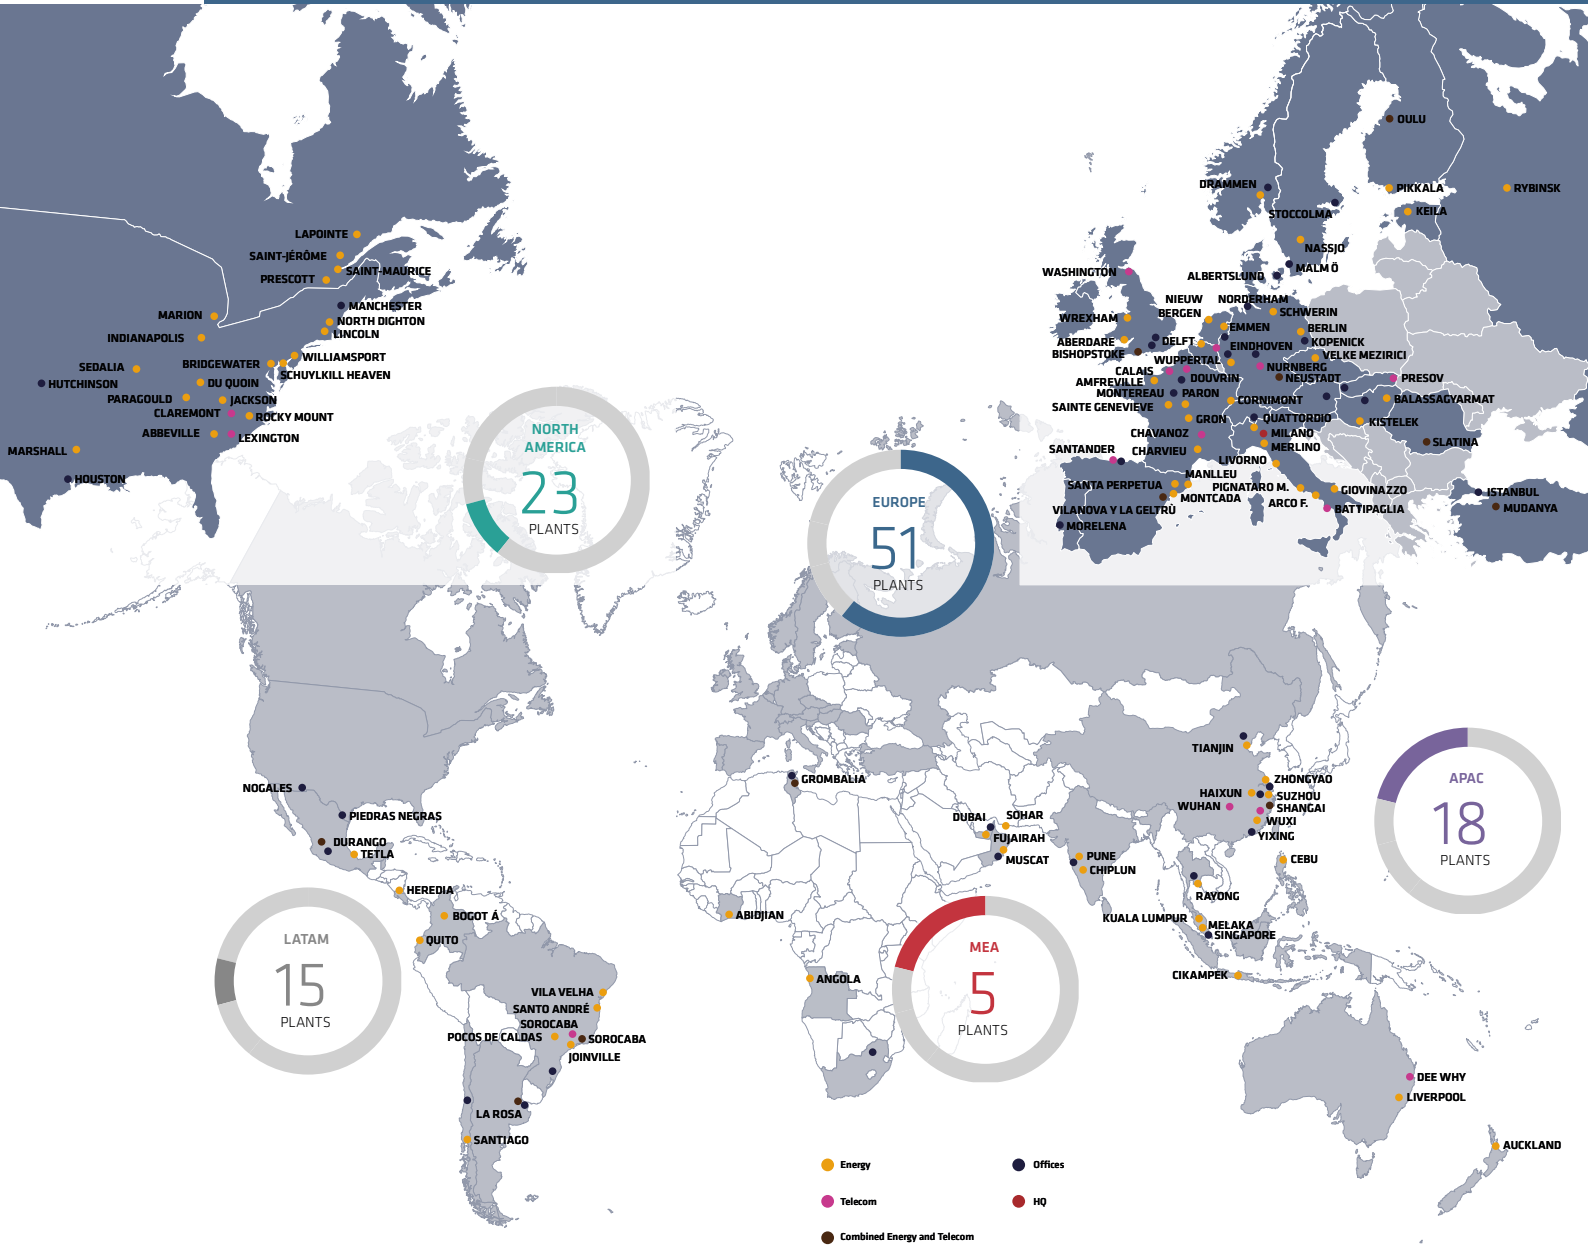 OULU
DRAMMEN
PIKKALA
RYBINSK
STOCCOLMA
KEILA
LAPOINTE
NASSJO
SAINT-JÉRÔME
SAINT-MAURICE
PRESCOTT
WASHINGTON
ALBERTSLUND
MALM Ö
MANCHESTER
NIEUW
BERGEN
NORDERHAM
SCHWERIN
MARION
NORTH DIGHTON
LINCOLN
WREXHAM
EMMEN
BERLIN
INDIANAPOLIS
ABERDARE
DELFT
EINDHOVEN
KOPENICK
BISHOPSTOKE
WUPPERTAL
VELKE MEZIRICI
WILLIAMSPORT
BRIDGEWATER
SEDALIA
SCHUYLKILL HEAVEN
CALAIS
NURNBERG
NEUSTADT
PRESOV
HUTCHINSON
DU QUOIN
AMFREVILLE
DOUVRIN
MONTEREAU
PARON
PARAGOULD
JACKSON
CORNIMONT
BALASSAGYARMAT
SAINTE GENEVIEVE
CLAREMONT
ROCKY MOUNT
GRON
QUATTORDIO
KISTELEK
ABBEVILLE
LEXINGTON
CHAVANOZ
MILANO
SLATINA
MARSHALL
SANTANDER
CHARVIEU
MERLINO
LIVORNO
HOUSTON
MANLLEU
SANTA PERPETUA
PIGNATARO M.
GIOVINAZZO
ISTANBUL
MONTCADA
ARCO F.
BATTIPAGLIA
MUDANYA
VILANOVA Y LA GELTRÙ
MORELENA
NORTH
AMERICA
23
PLANTS
EUROPE
51
PLANTS
TIANJIN
GROMBALIA
ZHONGYAO
NOGALES
HAIXUN
SUZHOU
WUHAN
SHANGAI
PIEDRAS NEGRAS
DUBAI
SOHAR
WUXI
YIXING
APAC
18
PLANTS
FUJAIRAH
DURANGO
TETLA
MUSCAT
PUNE
CHIPLUN
CEBU
HEREDIA
RAYONG
BOGOT Á
ABIDJIAN
KUALA LUMPUR
MELAKA
SINGAPORE
QUITO
LATAM
15
PLANTS
MEA
5
PLANTS
ANGOLA
CIKAMPEK
VILA VELHA
SANTO ANDRÉ
SOROCABA
POCOS DE CALDAS
SOROCABA
JOINVILLE
DEE WHY
LIVERPOOL
LA ROSA
SANTIAGO
AUCKLAND
Energy
Offices
Telecom
HQ
Combined Energy and Telecom